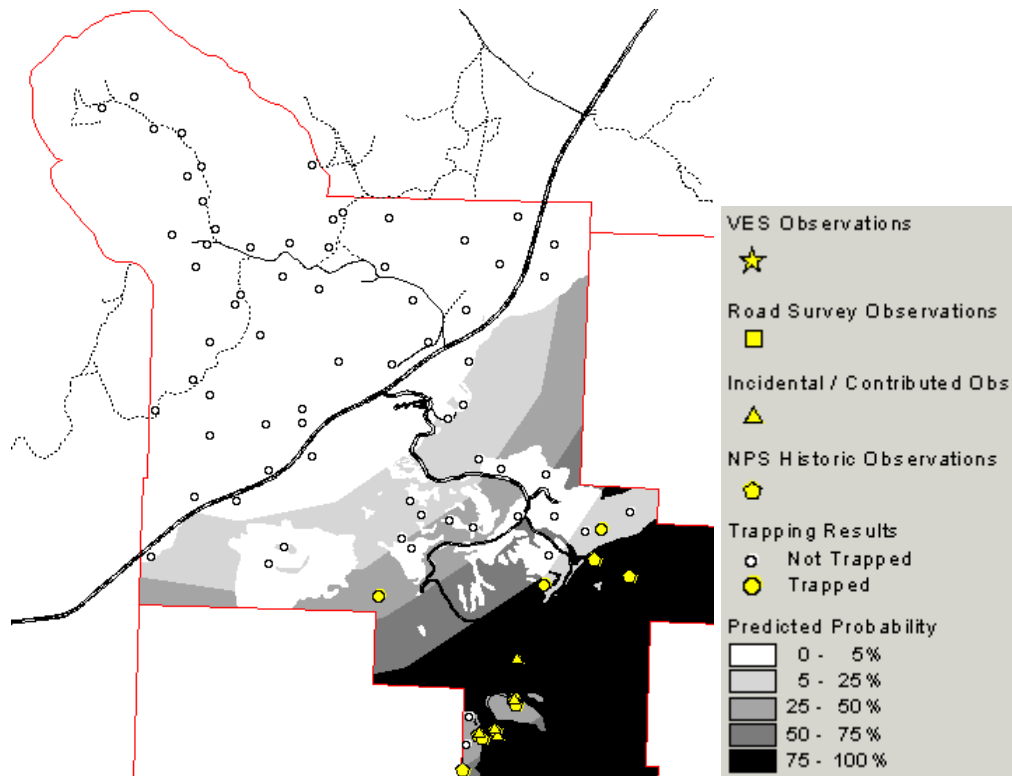 VES Observations
Road Survey Observations
Incidental / Contributed Obs
NPS Historic Observations
Trapping Results
Not Trapped
Trapped
Predicted Probability
0 - 5%
5 - 25%
25 - 50%
50 - 75%
75 - 100%